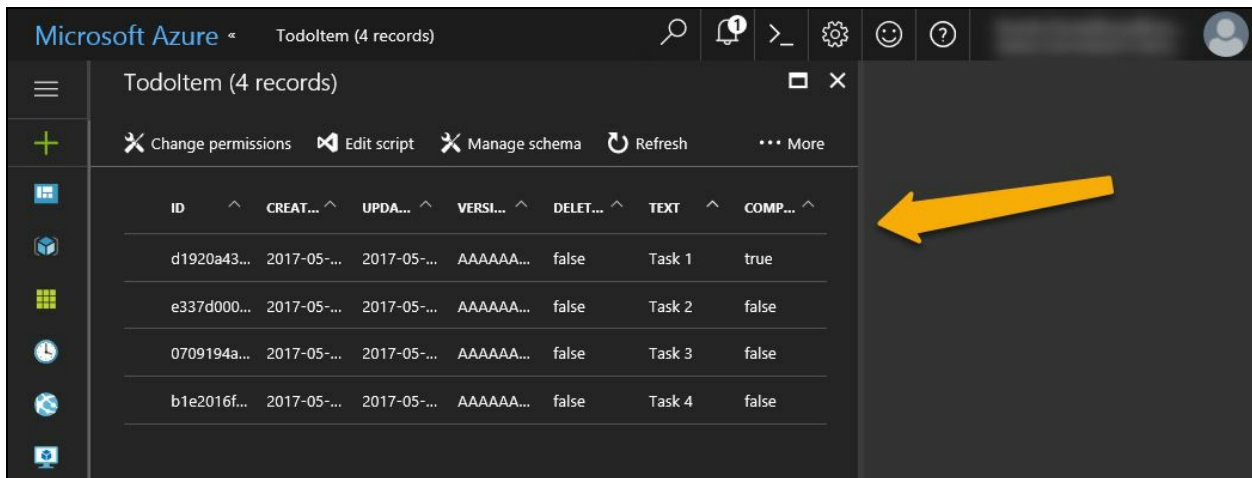 Microsoft Azure « TodoItem (4 records) 1 >_ ?
TodoItem (4 records)
Change permissions Edit script Manage schema Refresh ••• More
ID CREAT... UPDA... VERSI... DELET... TEXT COMP...
d1920a43... 2017-05-... 2017-05-... AAAAAA... false Task 1 true
e337d000... 2017-05-... 2017-05-... AAAAAA... false Task 2 false
0709194a... 2017-05-... 2017-05-... AAAAAA... false Task 3 false
b1e2016f... 2017-05-... 2017-05-... AAAAAA... false Task 4 false